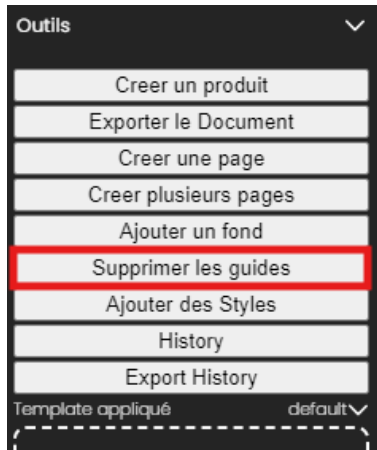 Outils
Creer un produit
Exporter le Document
Creer une page
Creer plusieurs pages
Ajouter un fond
Supprimer les guides
Ajouter des Styles
History
Export History
Template appliqué default